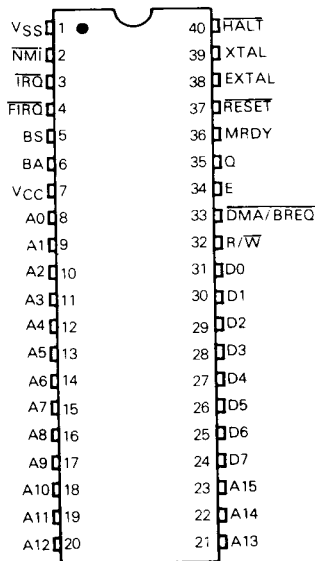 VSS 1 40 HALT
NMI 2 39 XTAL
IRQ 3 38 EXTAL
FIRQ 4 37 RESET
BS 5 36 MRDY
BA 6 35 Q
VCC 7 34 E
A0 8 33 DMA/BREQ
A1 9 32 R/W
A2 10 31 D0
A3 11 30 D1
A4 12 29 D2
A5 13 28 D3
A6 14 27 D4
A7 15 26 D5
A8 16 25 D6
A9 17 24 D7
A10 18 23 A15
A11 19 22 A14
A12 20 21 A13